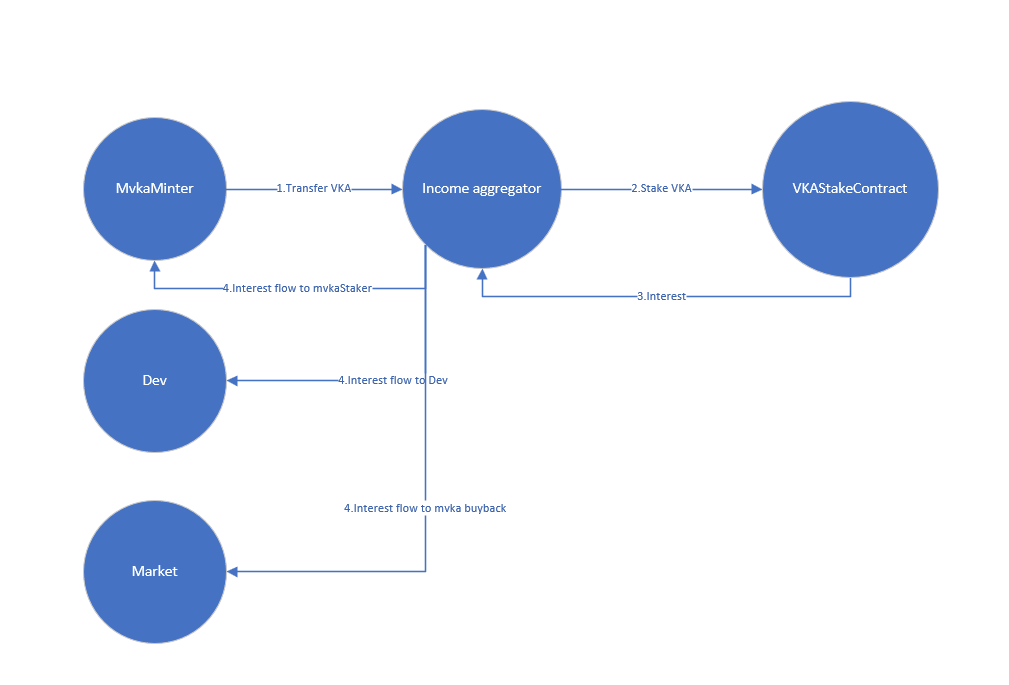 MvkaMinter
1.Transfer VKA
Income aggregator
2.Stake VKA
VKAStakeContract
4.Interest flow to mvkaStaker
3.Interest
Dev
4.Interest flow to Dev
4.Interest flow to mvka buyback
Market